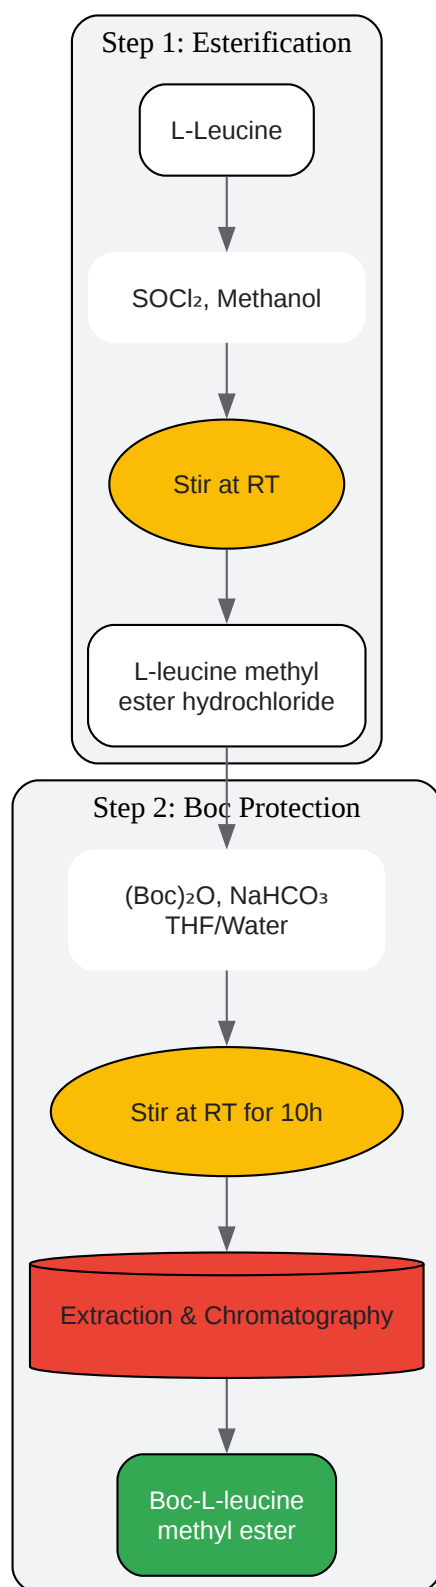 Step 1: Esterification
L-Leucine
SOCl₂, Methanol
Stir at RT
L-leucine methyl
ester hydrochloride
Step 2: Boc Protection
(Boc)₂O, NaHCO₃
THF/Water
Stir at RT for 10h
Extraction & Chromatography
Boc-L-leucine
methyl ester